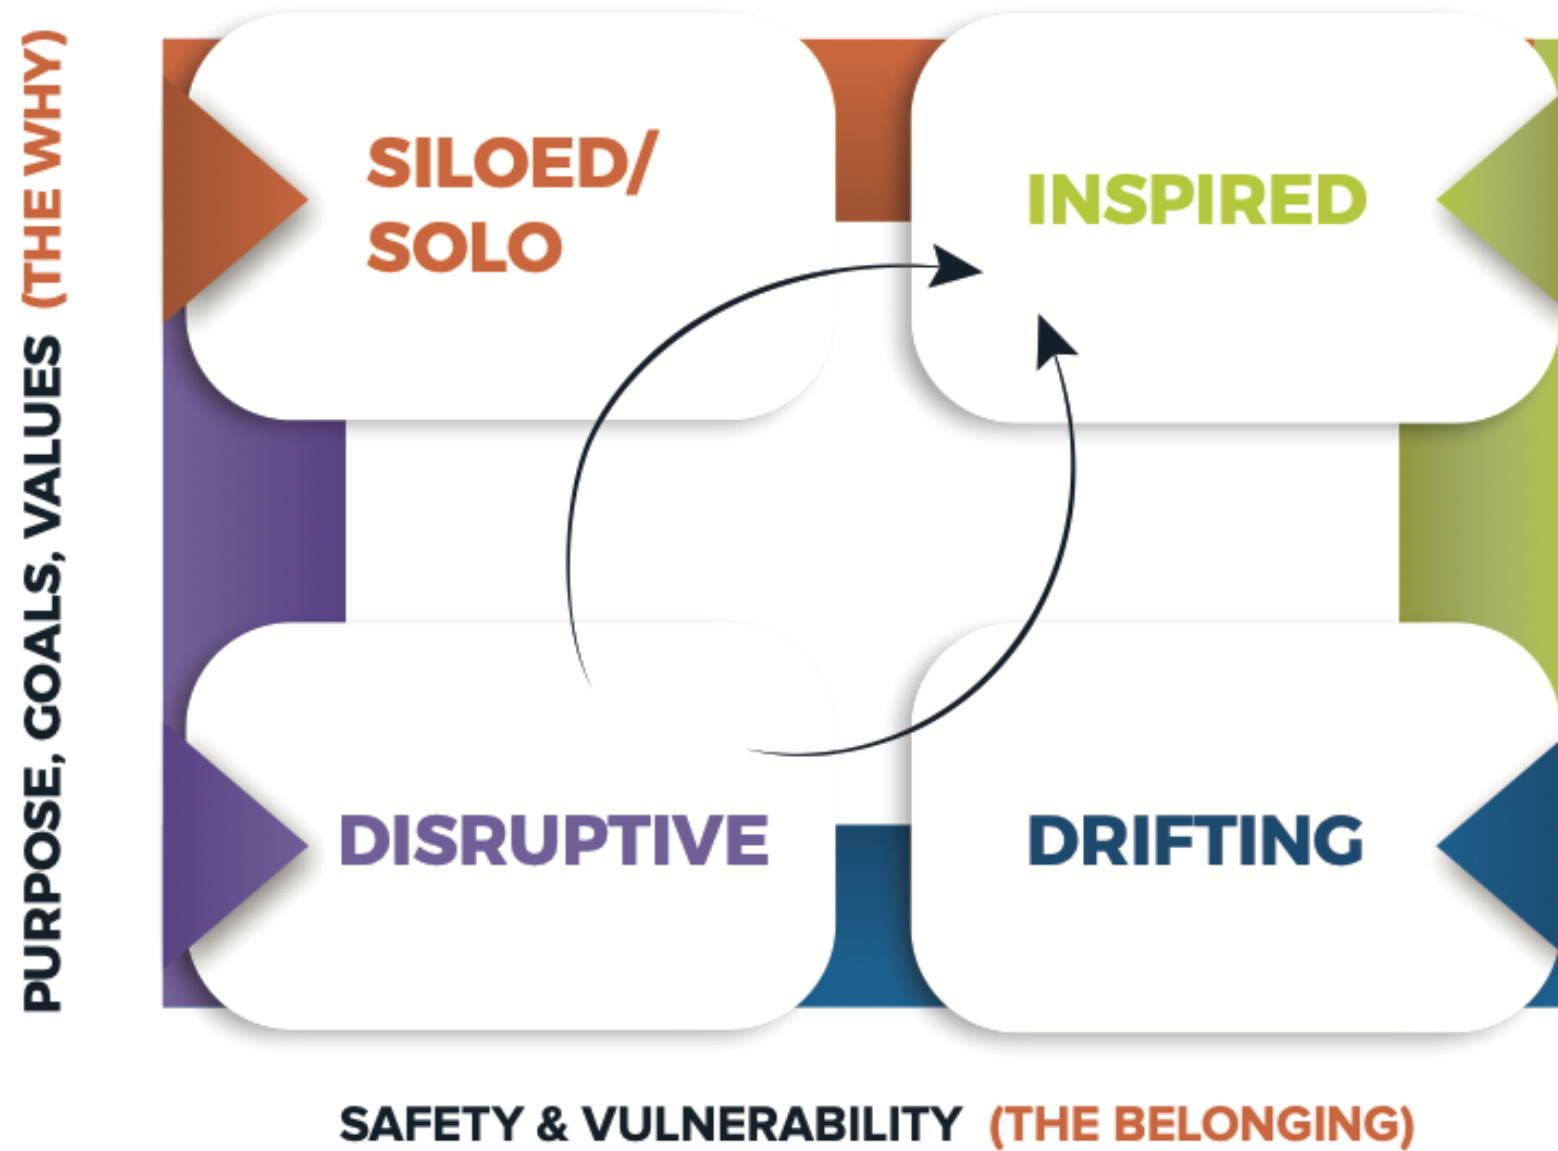 PURPOSE, GOALS, VALUES (THE WHY)
SILOED/
SOLO
INSPIRED
DISRUPTIVE
DRIFTING
SAFETY & VULNERABILITY (THE BELONGING)